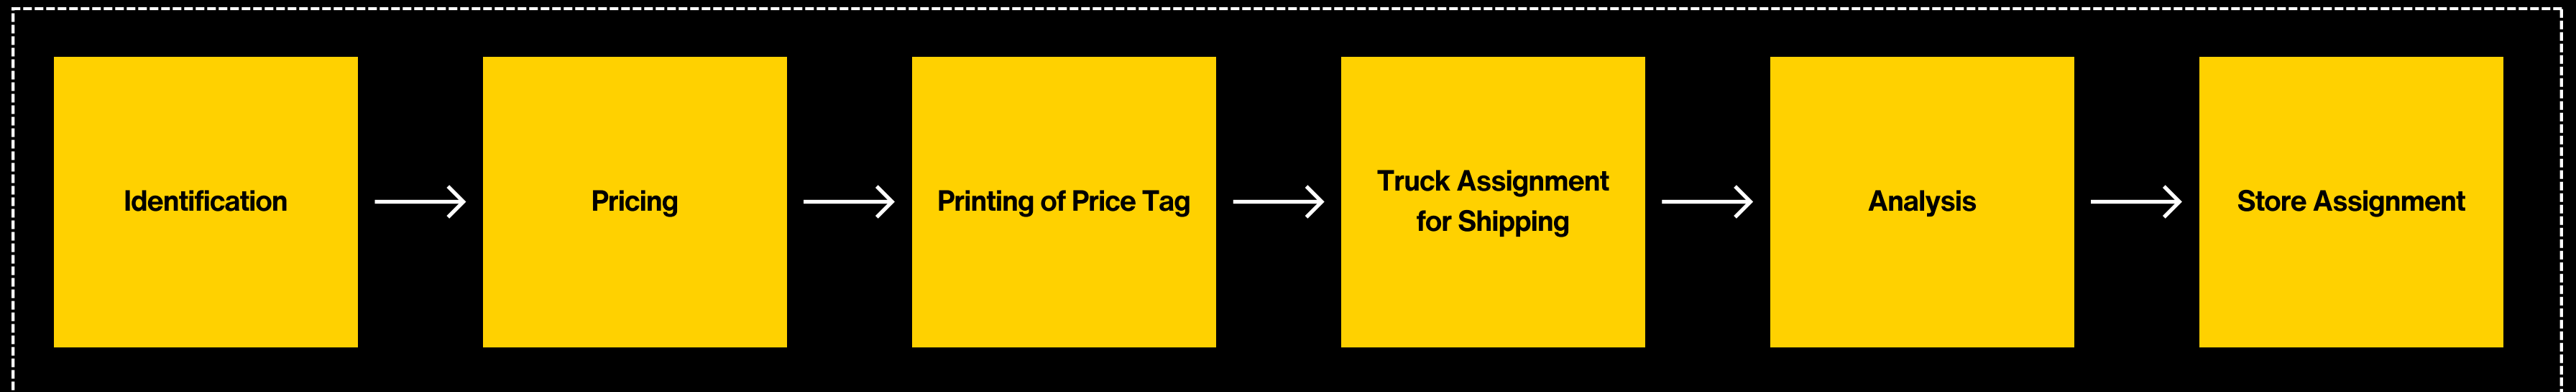 Identification
Pricing
Printing of Price Tag
Truck Assignment
for Shipping
Analysis
Store Assignment